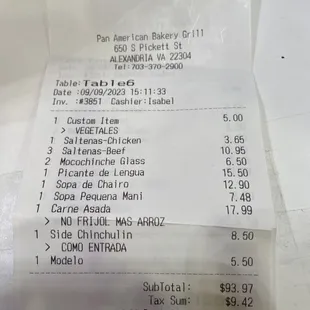 Pan American Bakery Grill
650 S Pickett St
ALEXANDRIA VA 22304
Tel:703-370-2900
Table:Table6
Date :09/09/2023 15:11:33
Inv. :#3851 Cashier:Isabel
1 Custom Item 5.00
> VEGETALES
1 Saltenas-Chicken 3.65
3 Saltenas-Beef 10.95
2 Mocochinche Glass 6.50
1 Picante de Lengua 15.50
1 Sopa de Chairo 12.90
1 Sopa Pequena Mani 7.48
1 Carne Asada 17.99
> NO FRIJOL MAS ARROZ
1 Side Chinchulin 8.50
> COMO ENTRADA
1 Modelo 5.50
SubTotal: $93.97
Tax Sum: $9.42